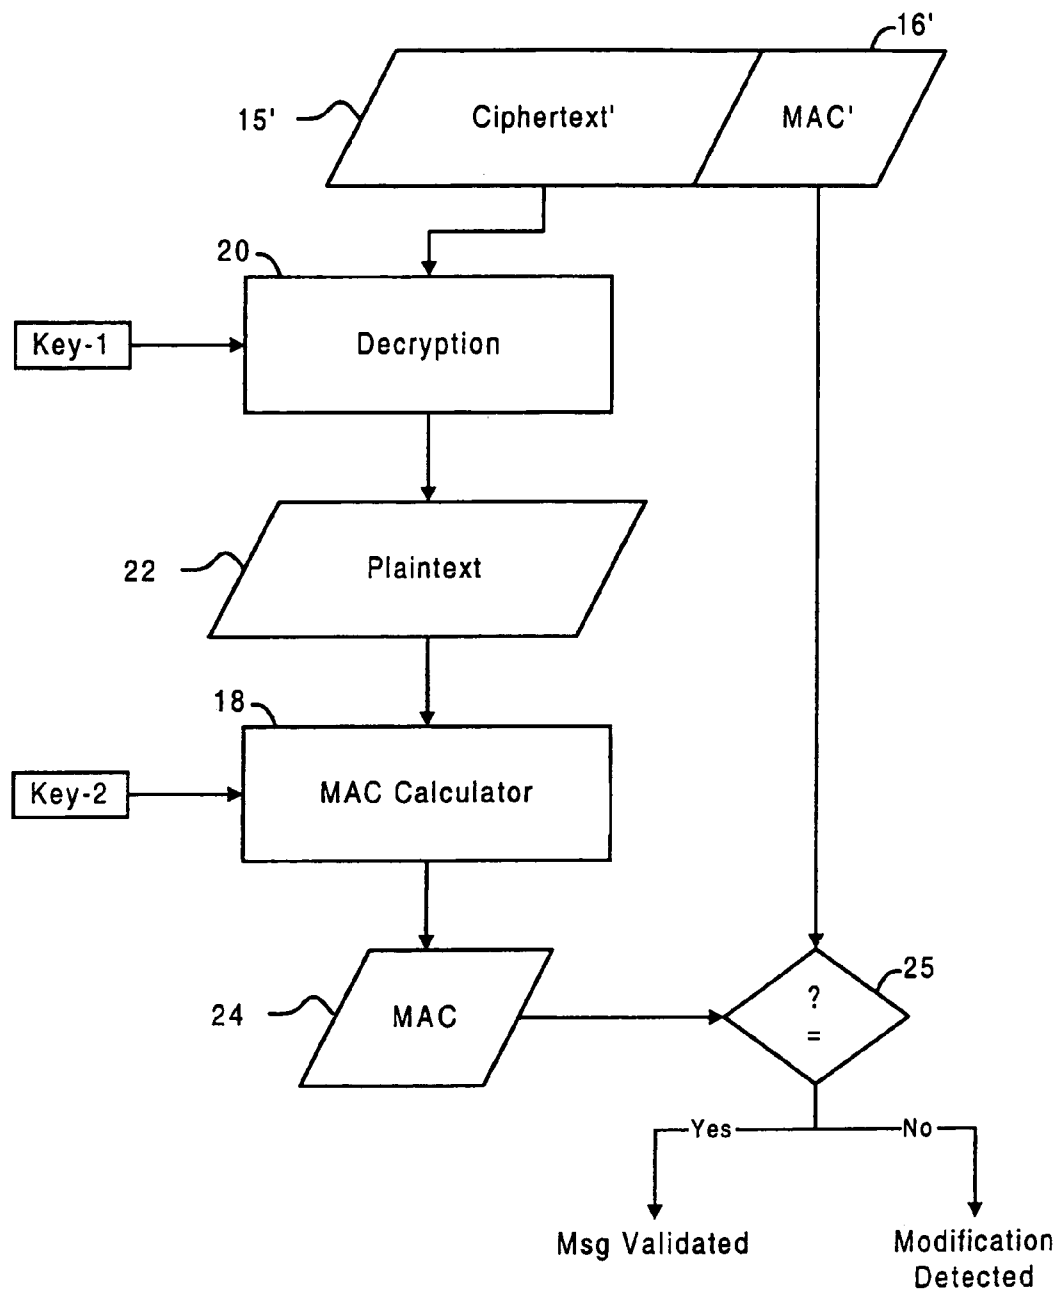 16'
15'
Ciphertext'
MAC'
20
Key-1
Decryption
22
Plaintext
18
Key-2
MAC Calculator
24
MAC
25
?
=
Yes
No
Msg Validated
Modification
Detected